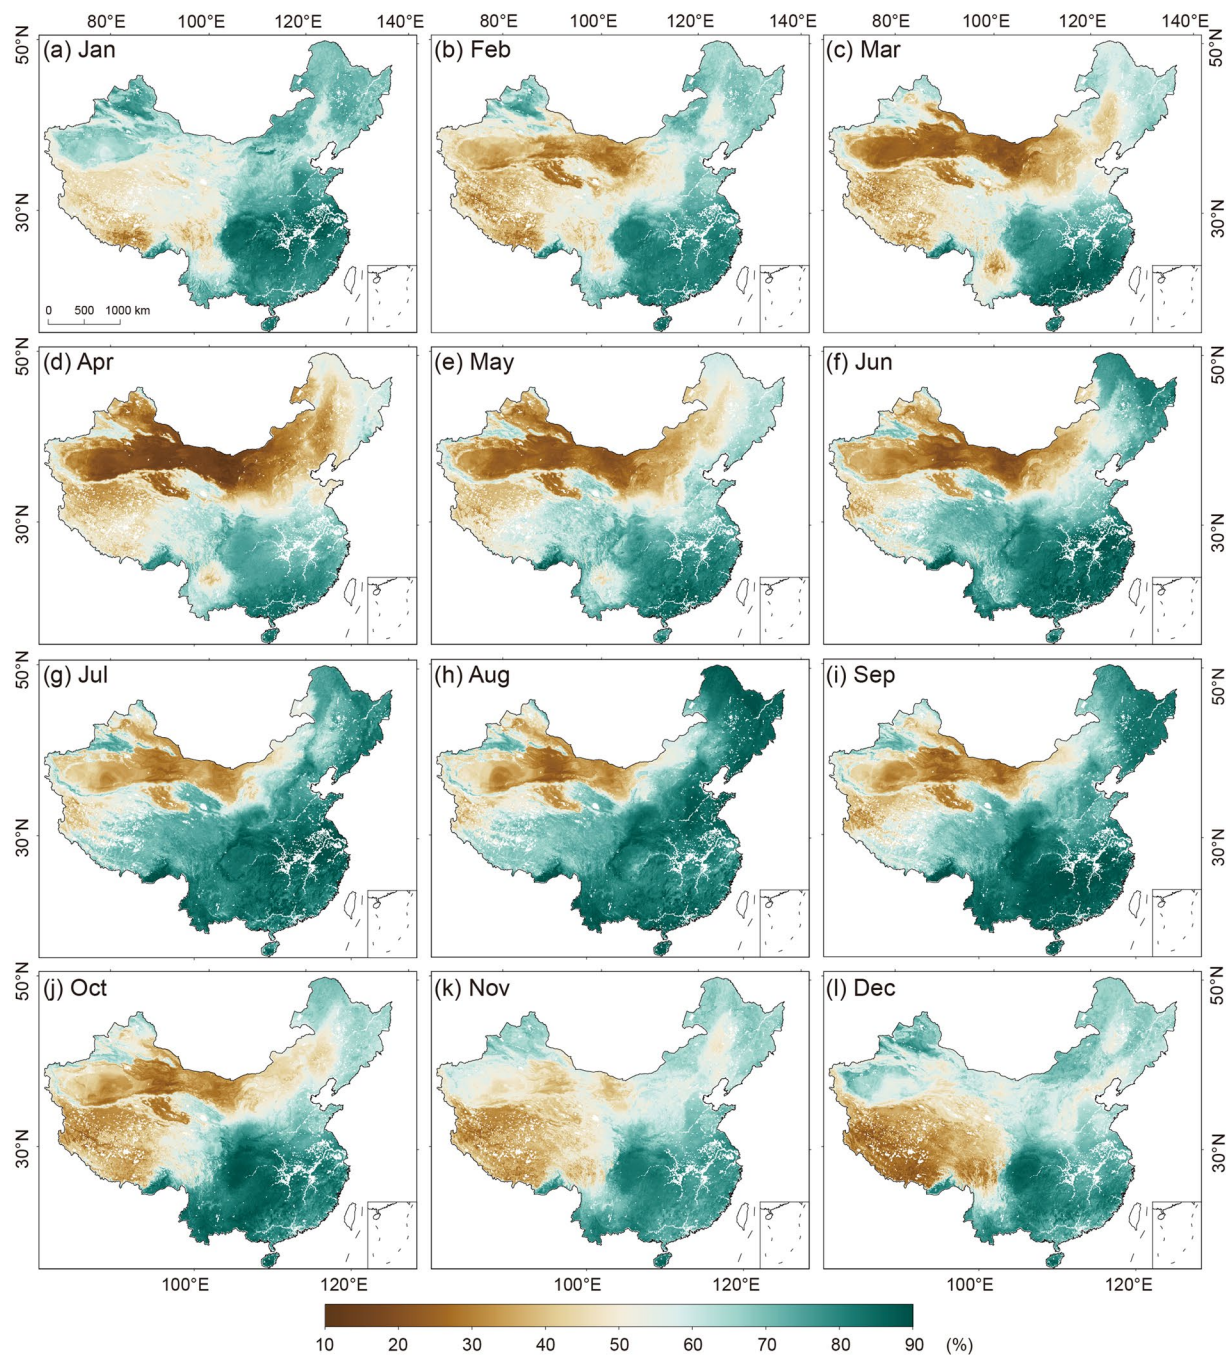 80°E 100°E 120°E 140°E 80°E 100°E 120°E 140°E 80°E 100°E 120°E 140°E
(a) Jan
(b) Feb
(c) Mar
50°N
50°N
30°N
30°N
0 500 1000 km
(d) Apr
(e) May
(f) Jun
50°N
50°N
30°N
30°N
(g) Jul
(h) Aug
(i) Sep
50°N
50°N
30°N
30°N
(j) Oct
(k) Nov
(l) Dec
50°N
50°N
30°N
30°N
100°E 120°E 100°E 120°E 100°E 120°E
10 20 30 40 50 60 70 80 90 (%)